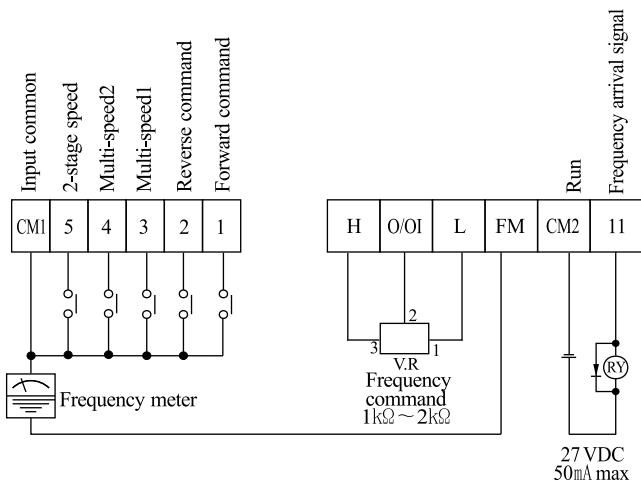 Input common
2-stage speed
Multi-speed2
Multi-speed1
Reverse command
Forward command
Run
Frequency arrival signal
CM1 5 4 3 2 1
H O/OI L FM CM2 11
2
3 1
V.R
Frequency
command
1kΩ～2kΩ
RY
Frequency meter
27 VDC
50mA max